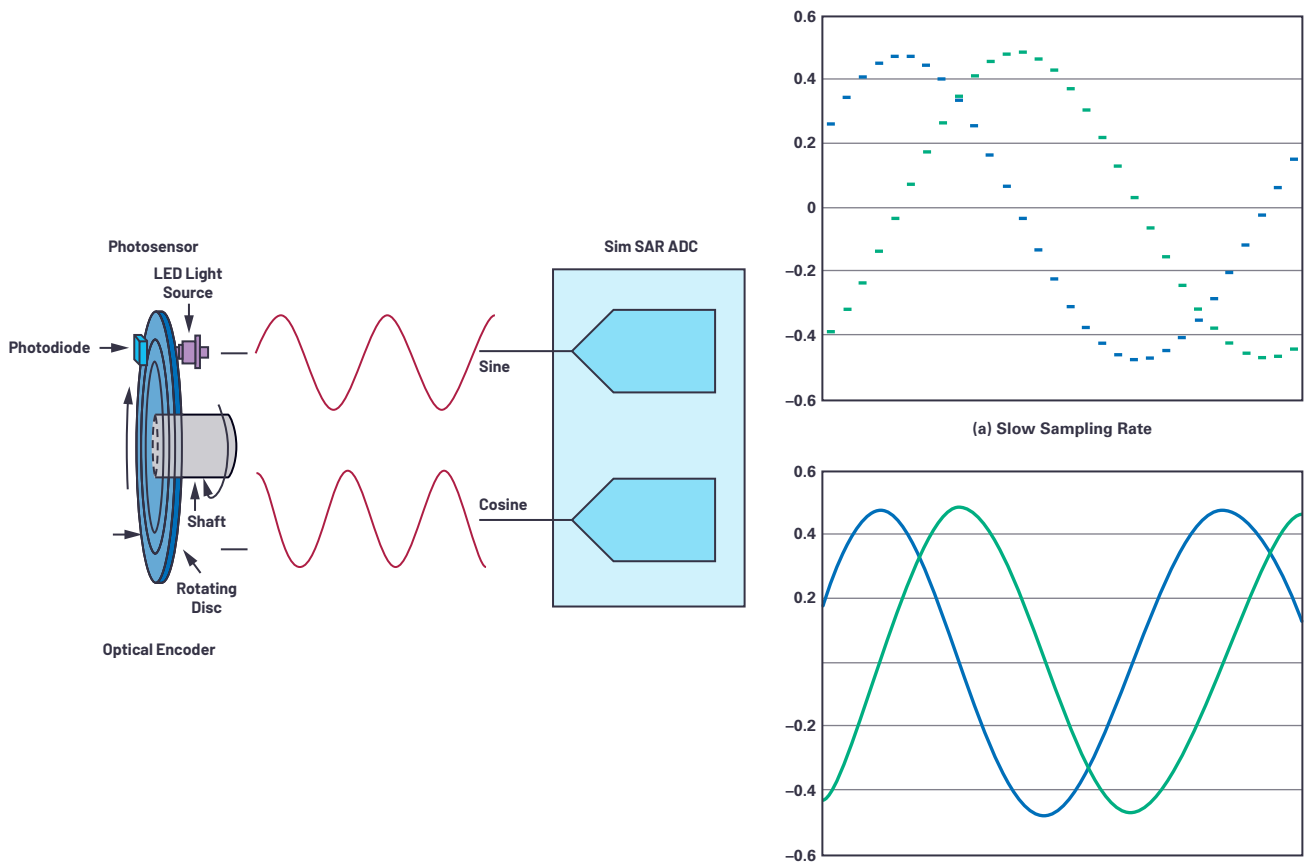 Photosensor
LED Light
Source
Photodiode
Shaft
Rotating
Disc
Optical Encoder
Sine
Cosine
Sim SAR ADC
0.6
0.4
0.2
0
–0.2
–0.4
–0.6
(a) Slow Sampling Rate
0.6
0.4
0.2
–0.2
–0.4
–0.6